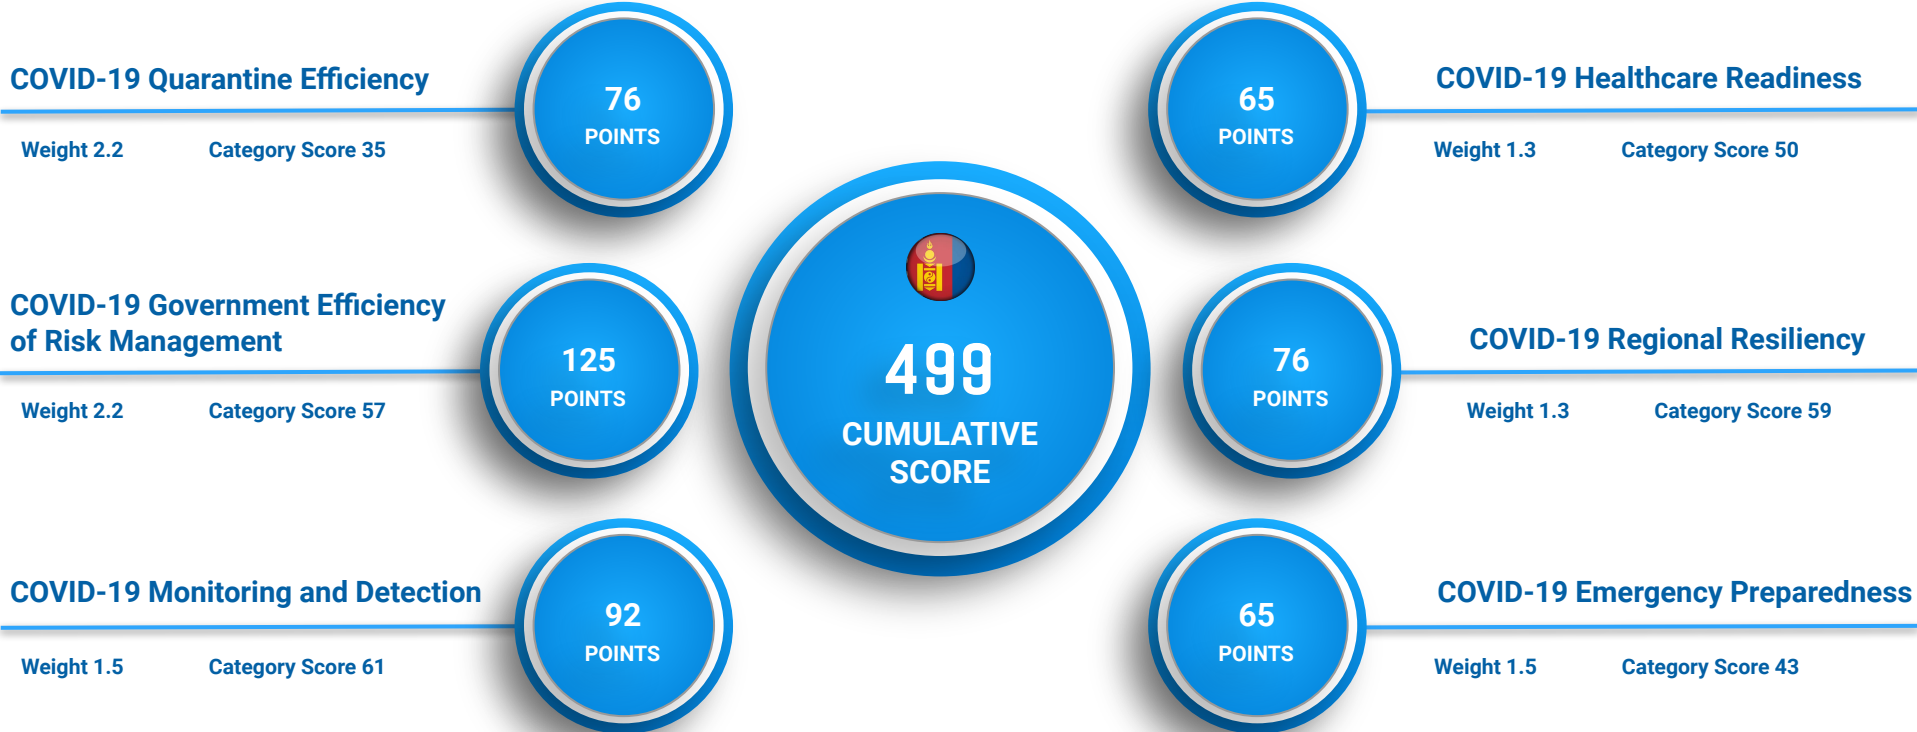 COVID-19 Quarantine Efficiency
Weight 2.2 Category Score 35
76
POINTS
COVID-19 Government Efficiency
of Risk Management
Weight 2.2 Category Score 57
125
POINTS
COVID-19 Monitoring and Detection
Weight 1.5 Category Score 61
92
POINTS
499
CUMULATIVE
SCORE
65
POINTS
COVID-19 Healthcare Readiness
Weight 1.3 Category Score 50
76
POINTS
COVID-19 Regional Resiliency
Weight 1.3 Category Score 59
65
POINTS
COVID-19 Emergency Preparedness
Weight 1.5 Category Score 43